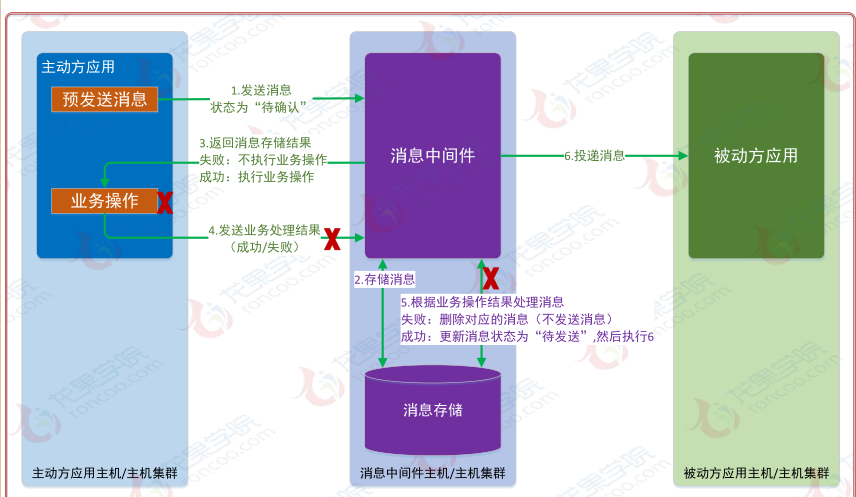 主动方应用
预发送消息
1.发送消息
状态为“待确认”
3.返回消息存储结果
失败：不执行业务操作
成功：执行业务操作
业务操作
X
4.发送业务处理结果
（成功/失败）
X
消息中间件
6.投递消息
被动方应用
2.存储消息
X
5.根据业务操作结果处理消息
失败：删除对应的消息（不发送消息）
成功：更新消息状态为“待发送”,然后执行6
消息存储
主动方应用主机/主机集群
消息中间件主机/主机集群
被动方应用主机/主机集群
龙果学院
roncoo.com